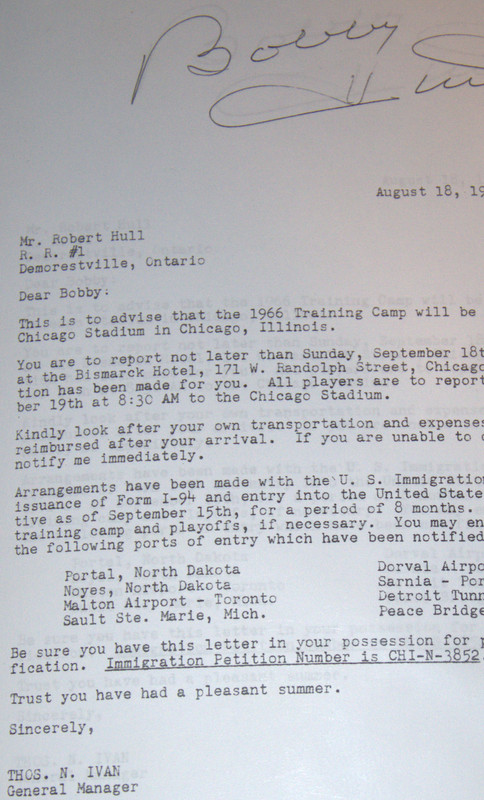 Bobby
August 18, 19
Mr. Robert Hull
R. R. #1
Demorestville, Ontario
Dear Bobby:
This is to advise that the 1966 Training Camp will be
Chicago Stadium in Chicago, Illinois.
You are to report not later than Sunday, September 18t
at the Bismarck Hotel, 171 W. Randolph Street, Chicago
tion has been made for you. All players are to report
ber 19th at 8:30 AM to the Chicago Stadium.
Kindly look after your own transportation and expenses
reimbursed after your arrival. If you are unable to
notify me immediately.
Arrangements have been made with the U. S. Immigration
issuance of Form I-94 and entry into the United State
tive as of September 15th, for a period of 8 months.
training camp and playoffs, if necessary. You may en
the following ports of entry which have been notified
Portal, North Dakota Dorval Airpo
Noyes, North Dakota Sarnia - Por
Malton Airport - Toronto Detroit Tunn
Sault Ste. Marie, Mich. Peace Bridge
Be sure you have this letter in your possession for p
fication. Immigration Petition Number is CHI-N-3852.
Trust you have had a pleasant summer.
Sincerely,
THOS. N. IVAN
General Manager